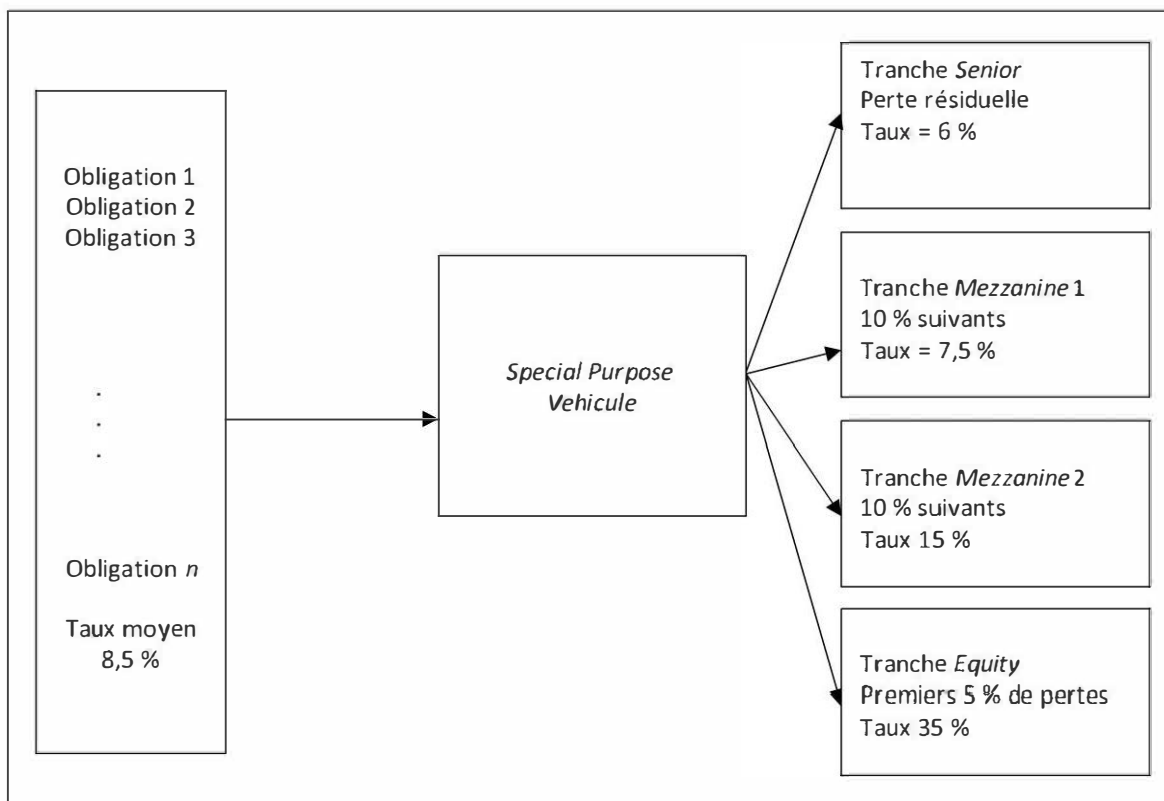 Obligation 1
Obligation 2
Obligation 3
.
.
.
Obligation n
Taux moyen
8,5 %
Special Purpose
Vehicule
Tranche Senior
Perte résiduelle
Taux = 6 %
Tranche Mezzanine 1
10 % suivants
Taux = 7,5 %
Tranche Mezzanine 2
10 % suivants
Taux 15 %
Tranche Equity
Premiers 5 % de pertes
Taux 35 %